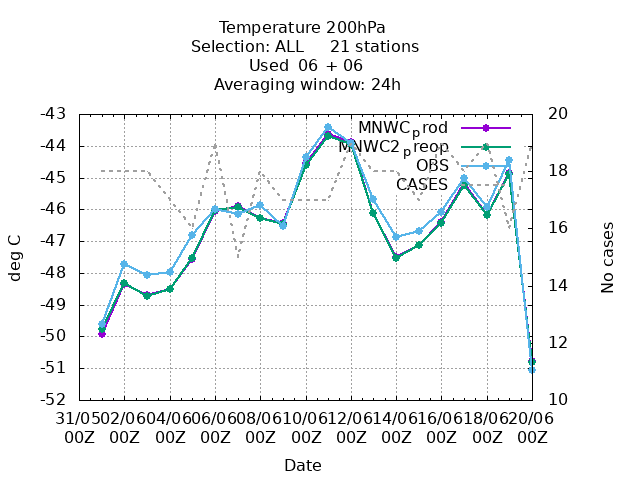 Temperature 200hPa
Selection: ALL     21 stations
Used  06 + 06
Averaging window: 24h
-43
-44
-45
-46
-47
-48
-49
-50
-51
-52
deg C
20
18
16
14
12
10
No cases
MNWCprod
MNWC2preop
OBS
CASES
31/05 02/06 04/06 06/06 08/06 10/06 12/06 14/06 16/06 18/06 20/06
00Z 00Z 00Z 00Z 00Z 00Z 00Z 00Z 00Z 00Z 00Z
Date